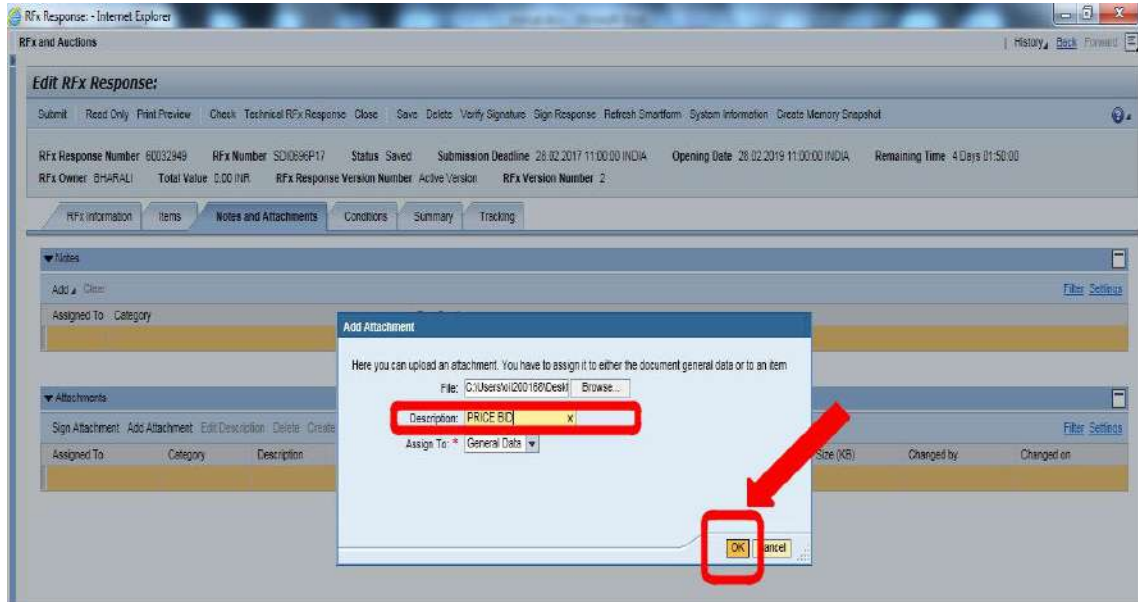 RFx Response: - Internet Explorer
RFx and Auctions
History Back Forward
Edit RFx Response:
Submit Read Only Print Preview Check Technical RFx Response Close Save Delete Verify Signature Sign Response Refresh Smartform System Information Create Memory Snapshot
RFx Response Number 60032949 RFx Number SDI0696P17 Status Saved Submission Deadline 28.02.2017 11:00:00 INDIA Opening Date 28.02.2019 11:00:00 INDIA Remaining Time 4 Days 01:50:00
RFx Owner BHARALI Total Value 0.00 INR RFx Response Version Number Active Version RFx Version Number 2
RFx Information Items Notes and Attachments Conditions Summary Tracking
Notes
Add Clear Filter Settings
Assigned To Category
Add Attachment
Here you can upload an attachment. You have to assign it to either the document general data or to an item
File: C:\Users\oil200168\Deskt Browse...
Description: PRICE BID x
Assign To: * General Data
OK Cancel
Attachments
Sign Attachment Add Attachment Edit Description Delete Create Filter Settings
Assigned To Category Description Size (KB) Changed by Changed on